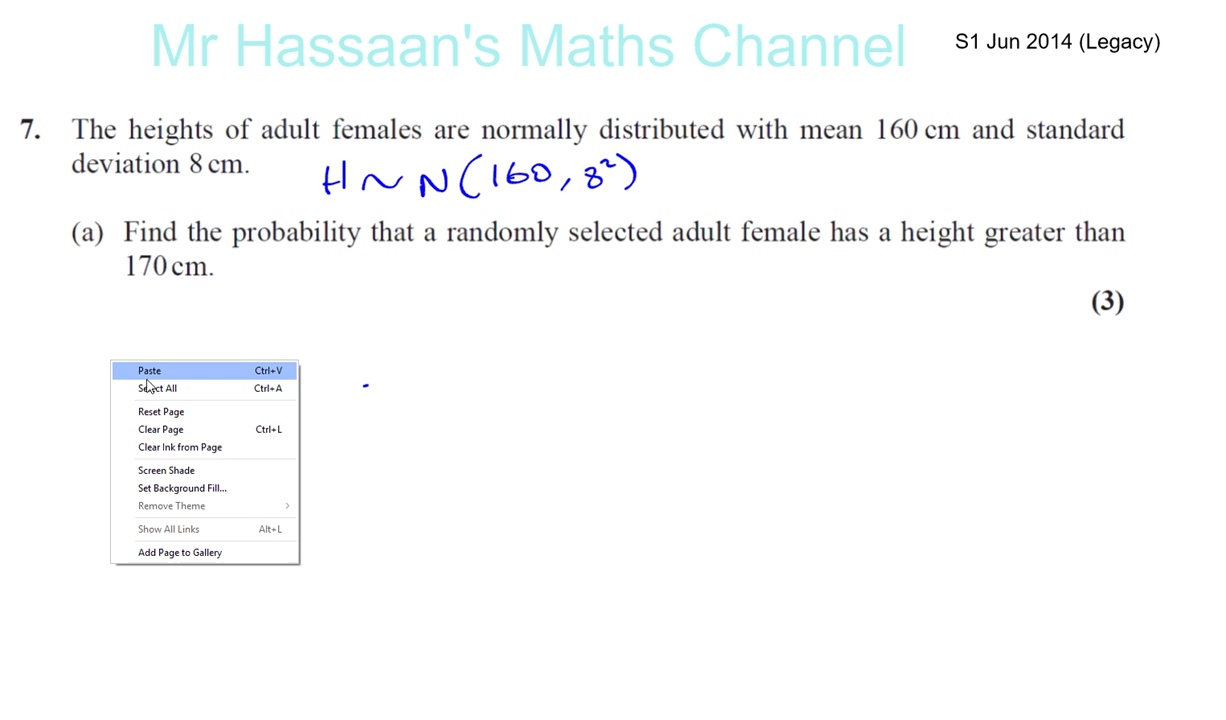 Mr Hassaan's Maths Channel
S1 Jun 2014 (Legacy)
7. The heights of adult females are normally distributed with mean 160 cm and standard
deviation 8 cm.
H ~ N(160, 8²)
(a) Find the probability that a randomly selected adult female has a height greater than
170 cm.
(3)
Paste Ctrl+V
Select All Ctrl+A
Reset Page
Clear Page Ctrl+L
Clear Ink from Page
Screen Shade
Set Background Fill...
Remove Theme >
Show All Links Alt+L
Add Page to Gallery